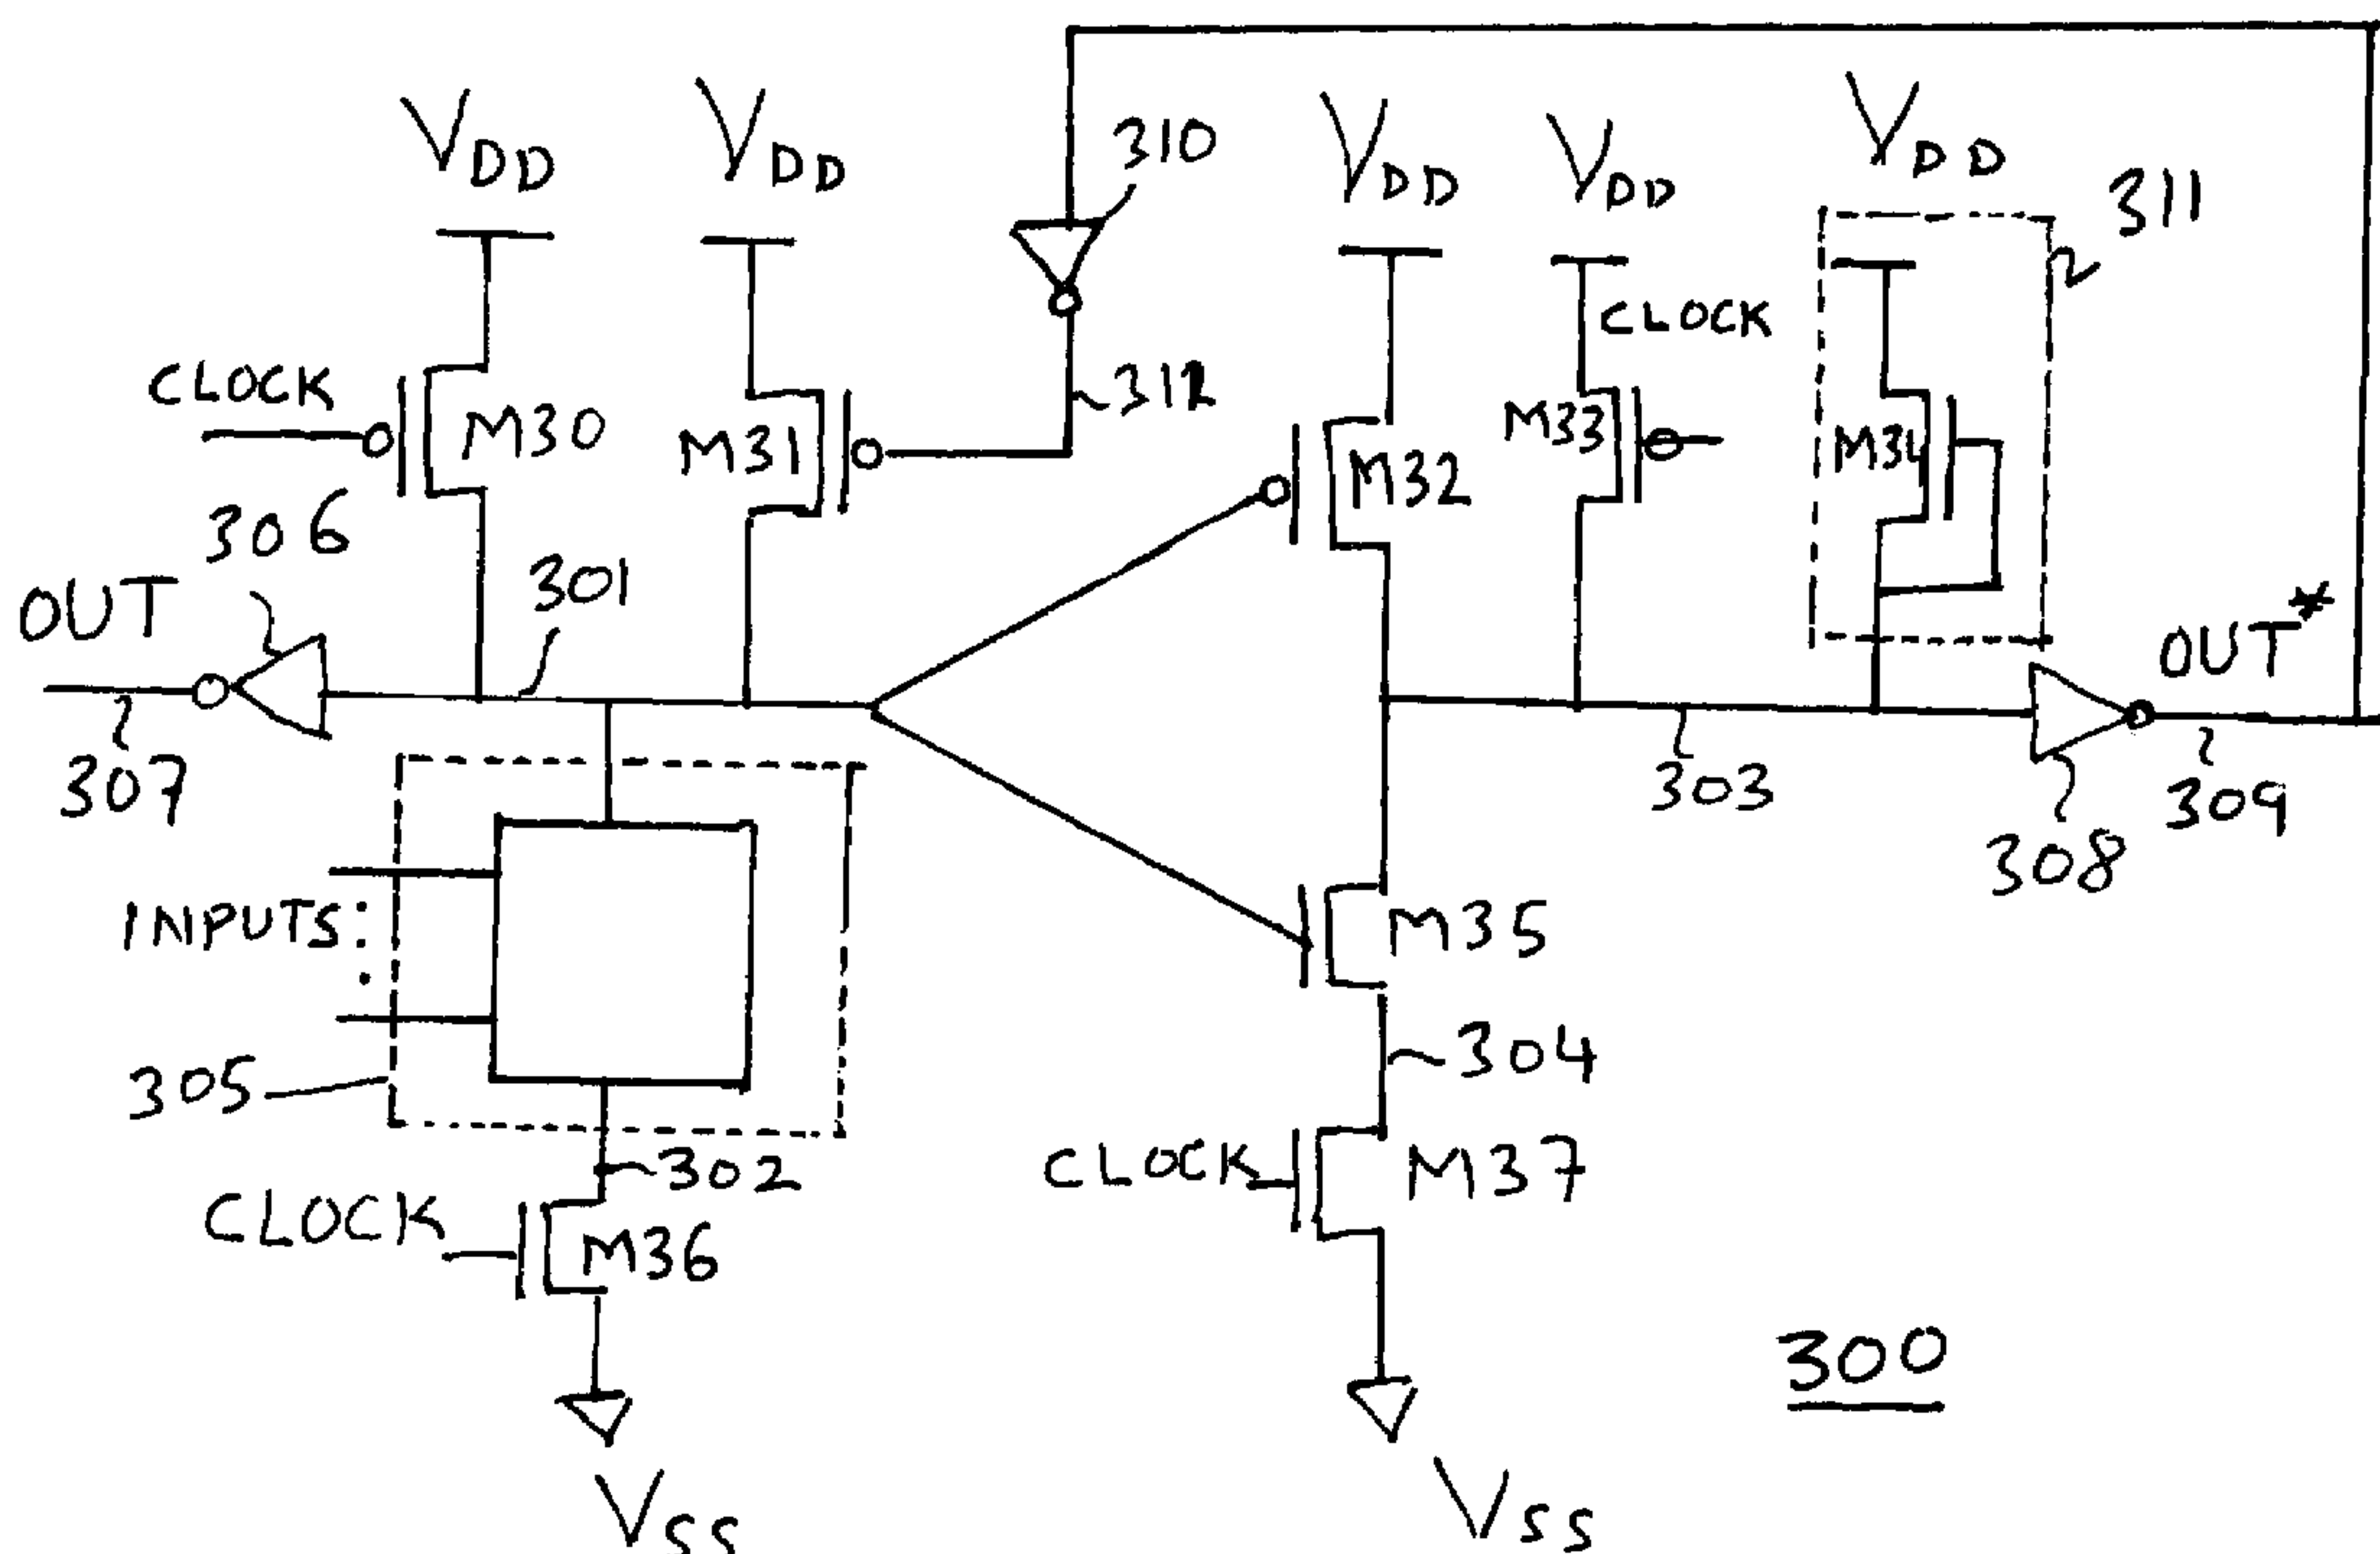 VDD
VDD
310
VDD
VDD
VDD
311
CLOCK
CLOCK
M30
M31
312
M32
M33
M34
306
301
OUT
OUT*
307
303
309
308
INPUTS:
M35
305
304
302
CLOCK
M37
CLOCK
M36
300
VSS
VSS